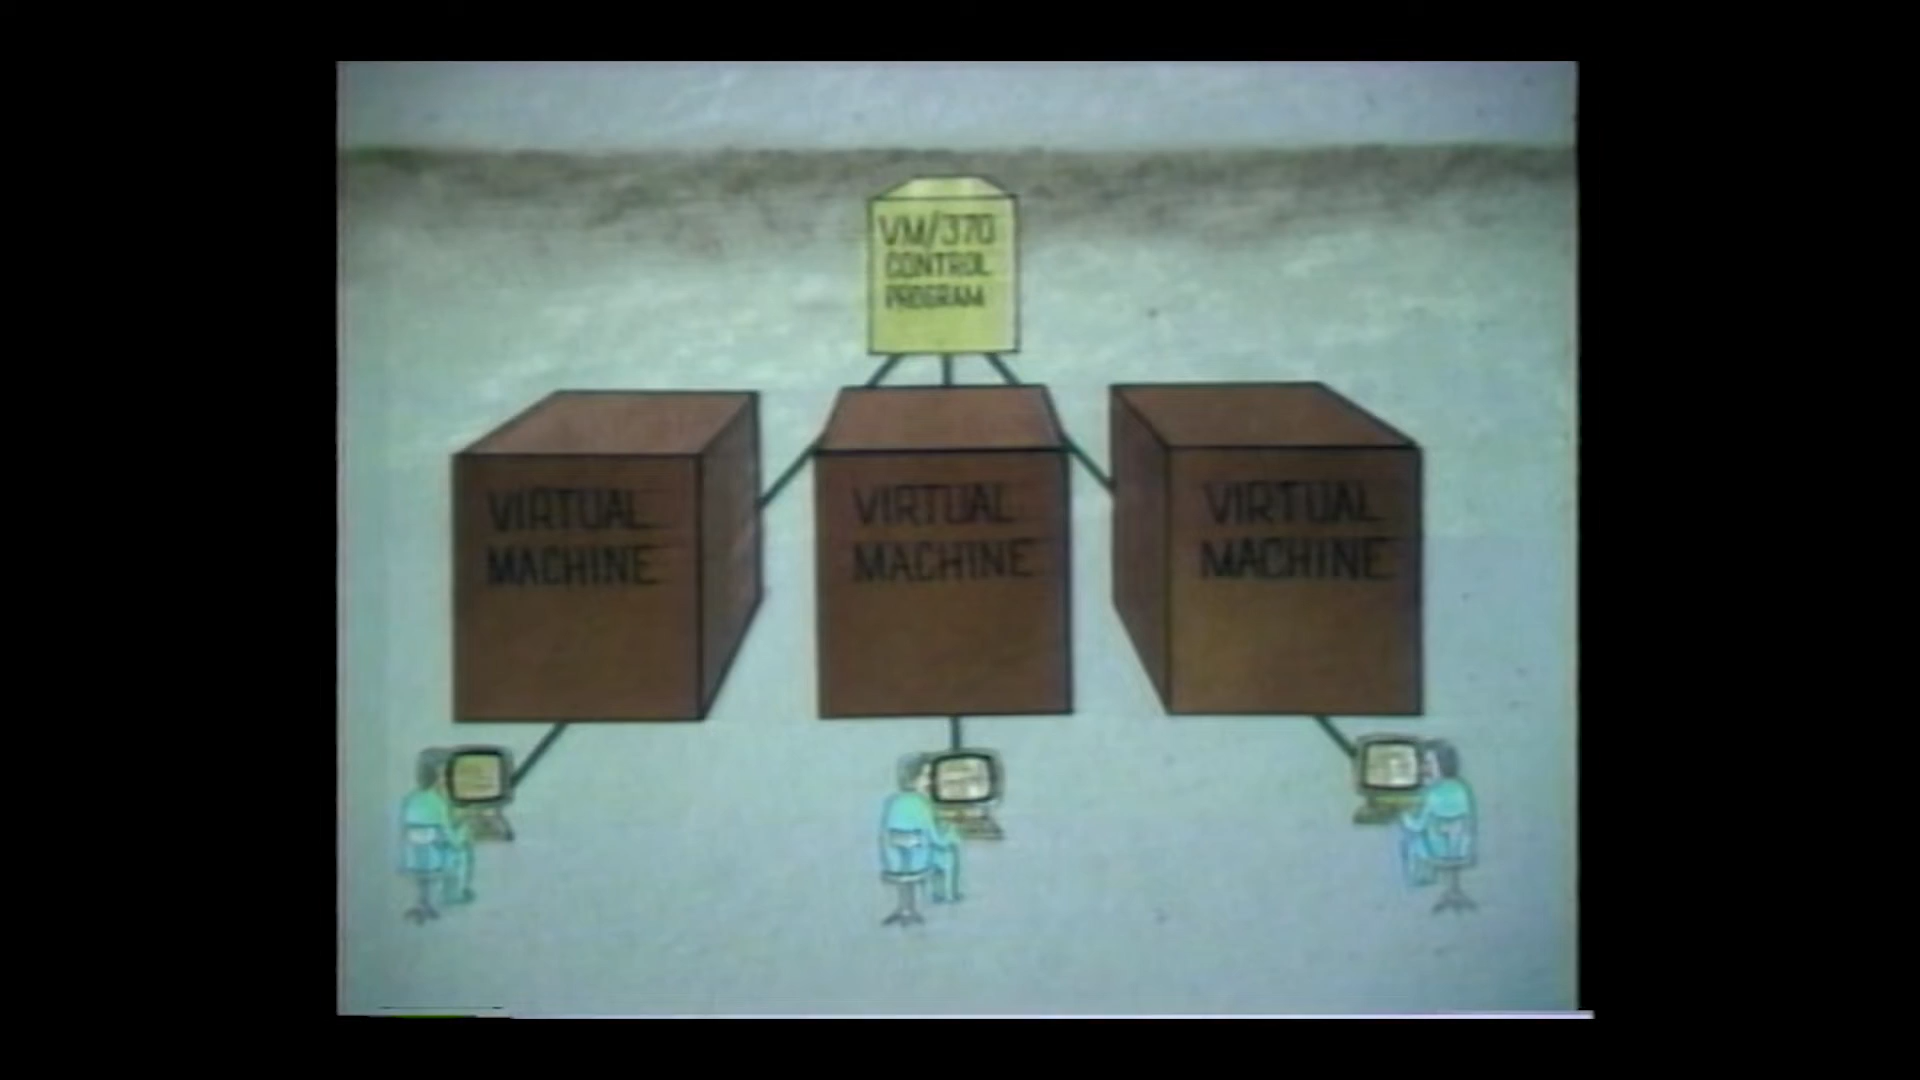 VM/370
CONTROL
PROGRAM
VIRTUAL
MACHINE
VIRTUAL
MACHINE
VIRTUAL
MACHINE